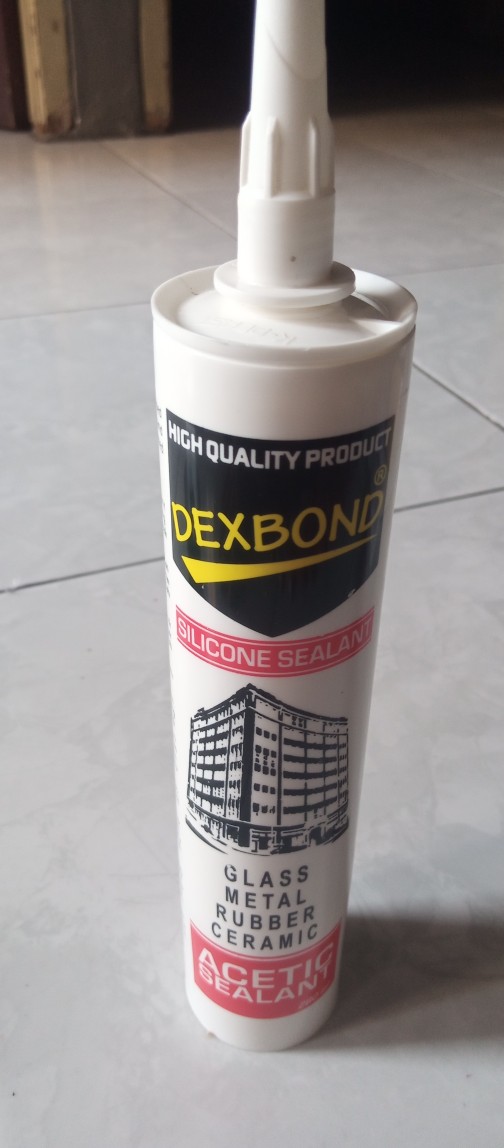 HIGH QUALITY PRODUCT
DEXBOND®
SILICONE SEALANT
GLASS
METAL
RUBBER
CERAMIC
ACETIC
SEALANT